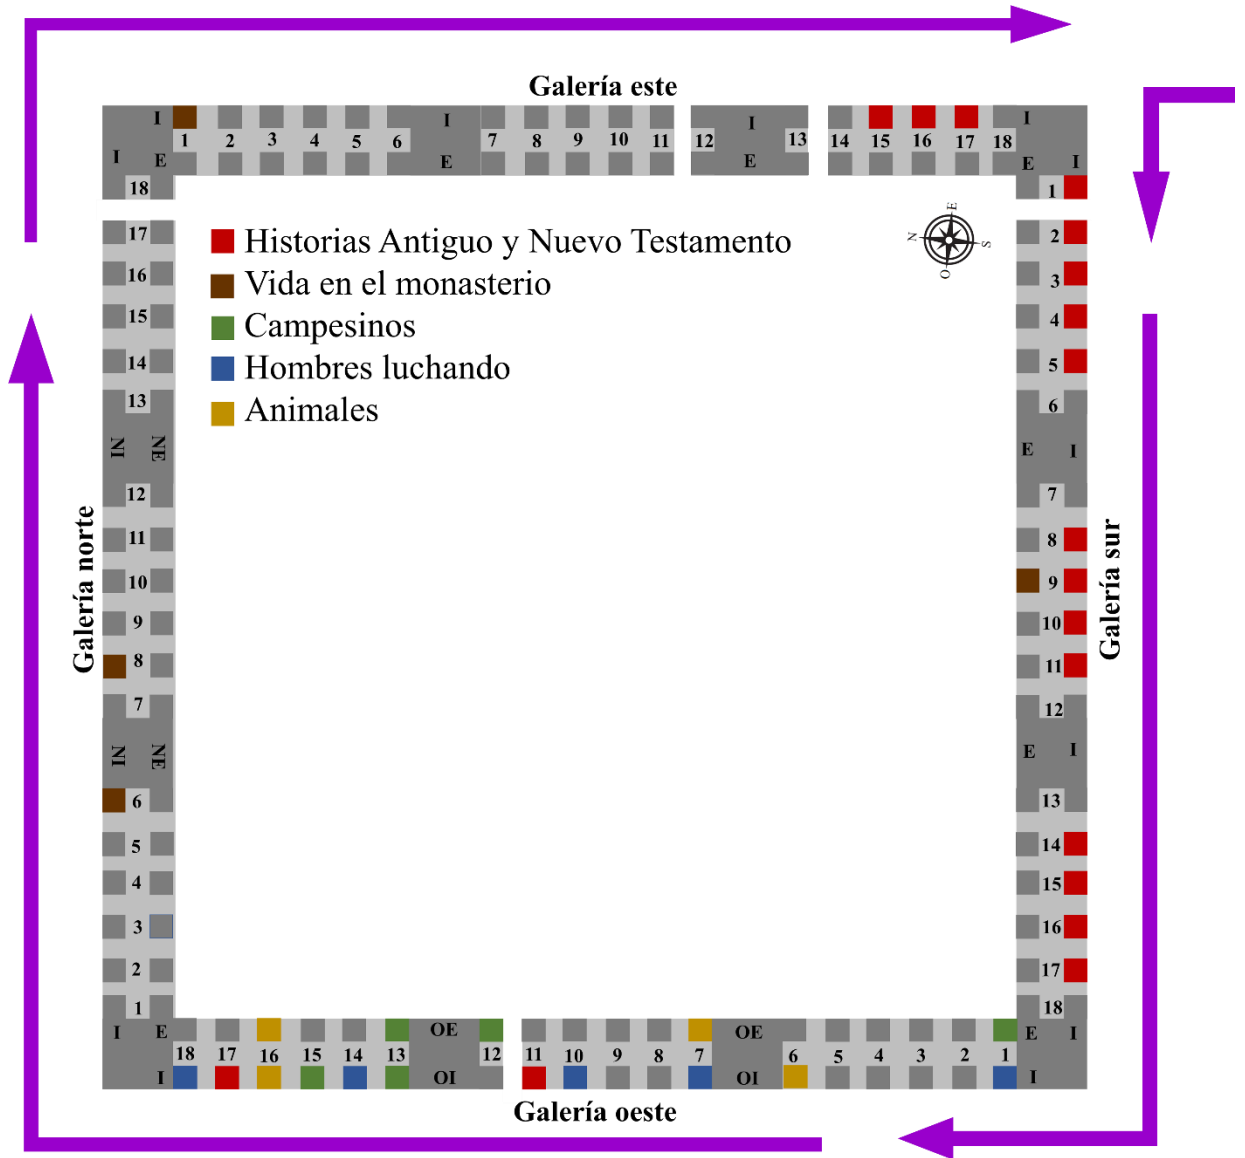 Galería este
I I I I
1 2 3 4 5 6 7 8 9 10 11 12 13 14 15 16 17 18
I E E E E I
18 1
17 2
16 3
15 4
14 5
13 6
NI NE E I
12 7
11 8
10 9
9 10
8 11
7 12
NI NE E I
6 13
5 14
4 15
3 16
2 17
1 18
E
N S
O
Historias Antiguo y Nuevo Testamento
Vida en el monasterio
Campesinos
Hombres luchando
Animales
Galería norte
Galería sur
I E OE OE E I
18 17 16 15 14 13 12 11 10 9 8 7 6 5 4 3 2 1
I OI OI I
Galería oeste